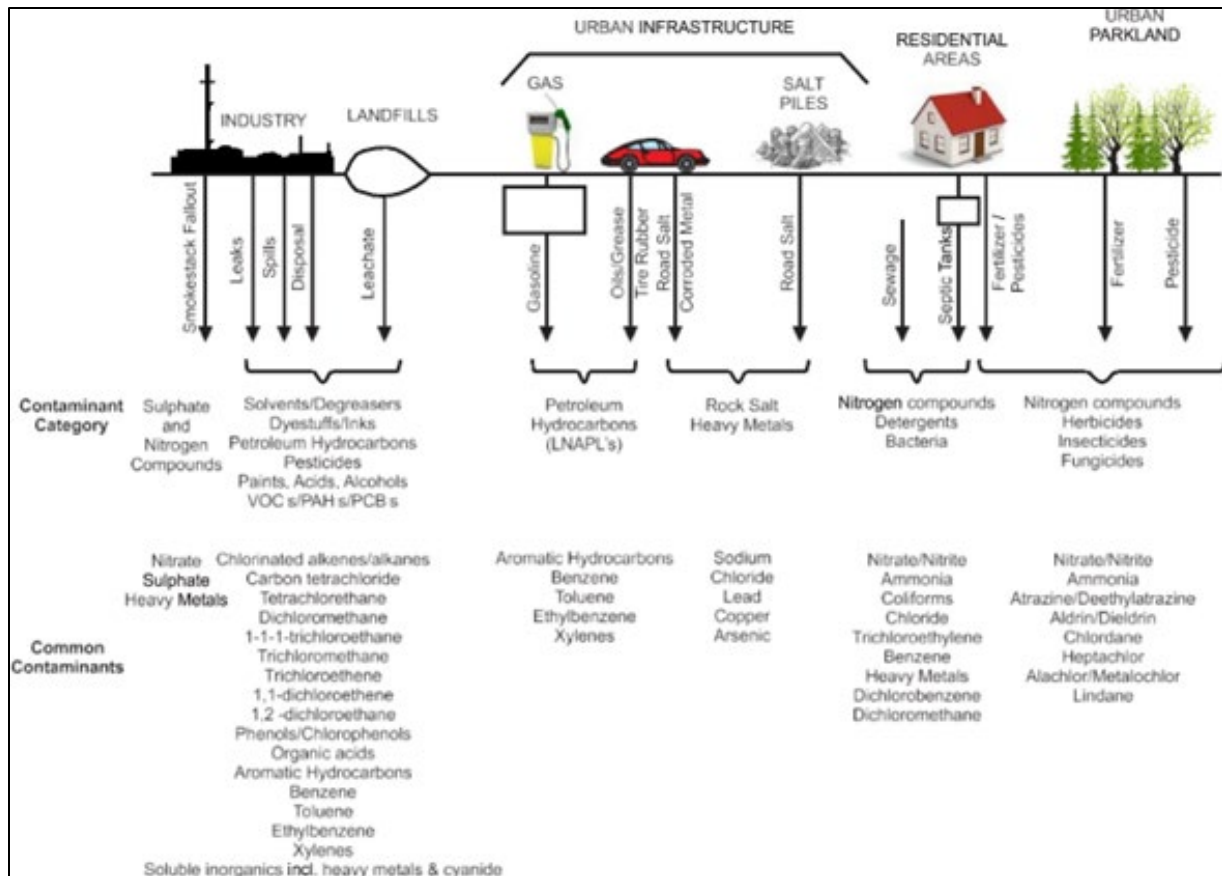 URBAN INFRASTRUCTURE
URBAN
PARKLAND
RESIDENTIAL
AREAS
GAS
SALT
PILES
INDUSTRY
LANDFILLS
Smokestack Fallout
Leaks
Spills
Disposal
Leachate
Gasoline
Oils/Grease
Tire Rubber
Road Salt
Corroded Metal
Road Salt
Sewage
Septic Tanks
Fertilizer /
Pesticides
Fertilizer
Pesticide
Contaminant
Category
Sulphate
and
Nitrogen
Compounds
Solvents/Degreasers
Dyestuffs/Inks
Petroleum Hydrocarbons
Pesticides
Paints, Acids, Alcohols
VOC s/PAH s/PCB s
Petroleum
Hydrocarbons
(LNAPL's)
Rock Salt
Heavy Metals
Nitrogen compounds
Detergents
Bacteria
Nitrogen compounds
Herbicides
Insecticides
Fungicides
Common
Contaminants
Nitrate
Sulphate
Heavy Metals
Chlorinated alkenes/alkanes
Carbon tetrachloride
Tetrachlorethane
Dichloromethane
1-1-1-trichloroethane
Trichloromethane
Trichloroethene
1,1-dichloroethene
1,2 -dichloroethane
Phenols/Chlorophenols
Organic acids
Aromatic Hydrocarbons
Benzene
Toluene
Ethylbenzene
Xylenes
Soluble inorganics incl. heavy metals & cyanide
Aromatic Hydrocarbons
Benzene
Toluene
Ethylbenzene
Xylenes
Sodium
Chloride
Lead
Copper
Arsenic
Nitrate/Nitrite
Ammonia
Coliforms
Chloride
Trichloroethylene
Benzene
Heavy Metals
Dichlorobenzene
Dichloromethane
Nitrate/Nitrite
Ammonia
Atrazine/Deethylatrazine
Aldrin/Dieldrin
Chlordane
Heptachlor
Alachlor/Metalochlor
Lindane